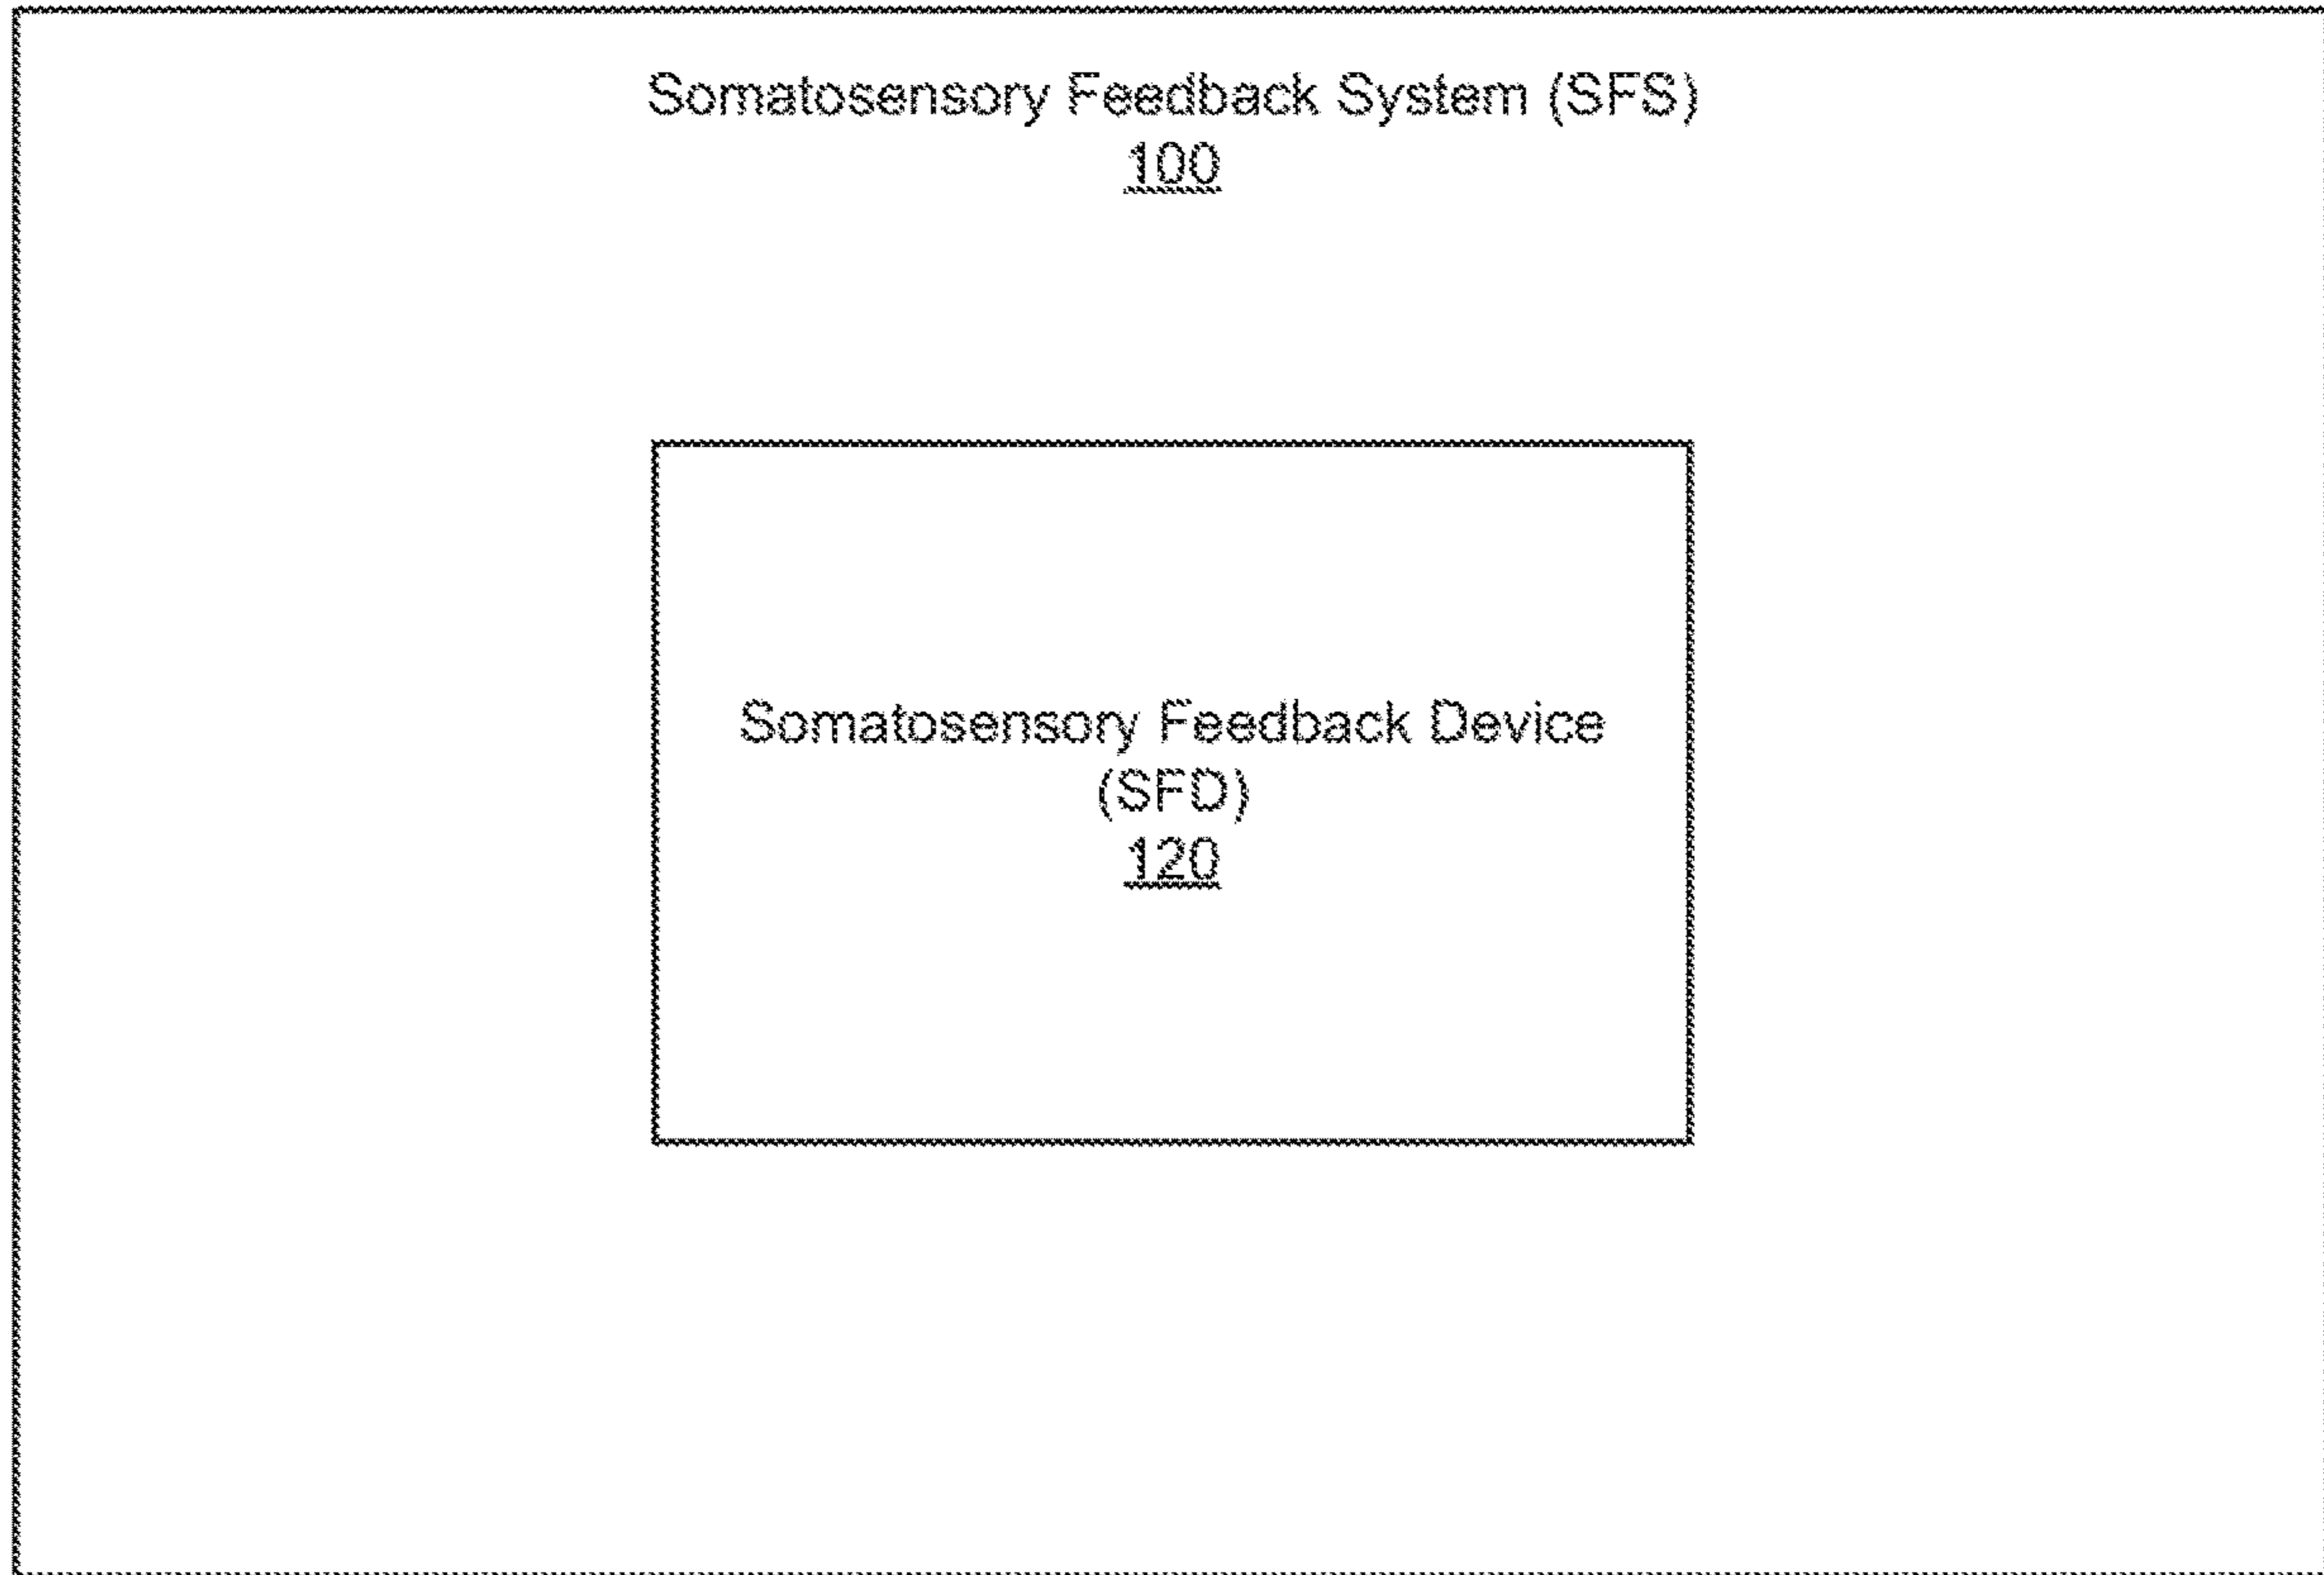 Somatosensory Feedback System (SFS)
100
Somatosensory Feedback Device
(SFD)
120